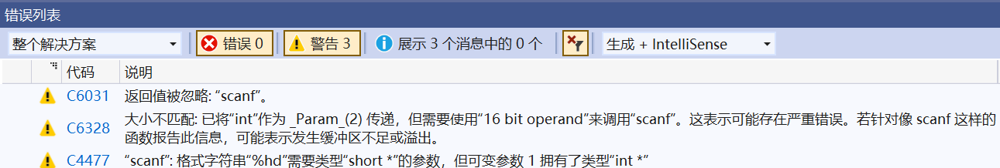 错误列表
整个解决方案 错误 0 警告 3 展示 3 个消息中的 0 个 生成 + IntelliSense
代码 说明
C6031 返回值被忽略: “scanf”。
C6328 大小不匹配: 已将“int”作为 _Param_(2) 传递，但需要使用“16 bit operand”来调用“scanf”。这表示可能存在严重错误。若针对像 scanf 这样的
函数报告此信息，可能表示发生缓冲区不足或溢出。
C4477 “scanf”: 格式字符串“%hd”需要类型“short *”的参数，但可变参数 1 拥有了类型“int *”